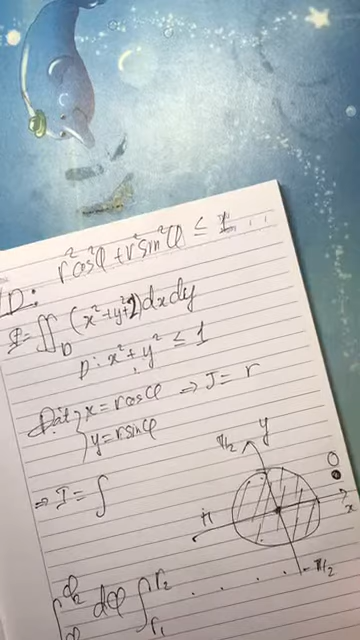 D: r²cos²φ + r²sin²φ ≤ 1...
I = ∬_D (x²+y²+2)dxdy
D: x² + y² ≤ 1
Đặt { x = rcosφ ⇒ J = r
y = rsinφ
π/2 y
⇒ I = ∫
0
π x
-π/2
∫ dφ ∫_{r₁}^{r₂} .....